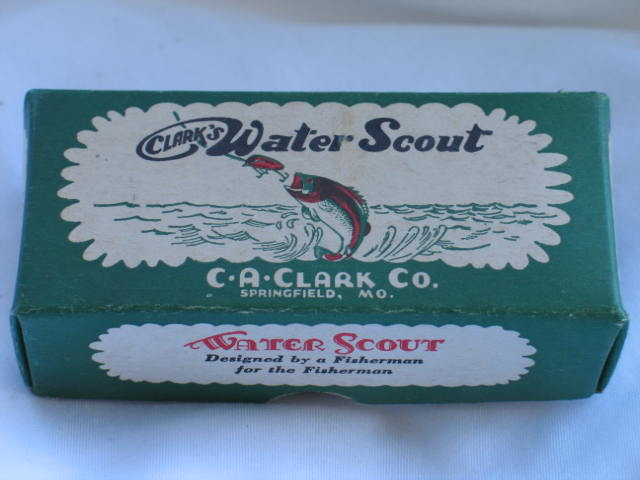 CLARK'S Water Scout
C·A·CLARK CO.
SPRINGFIELD, MO.
WATER SCOUT
Designed by a Fisherman
for the Fisherman